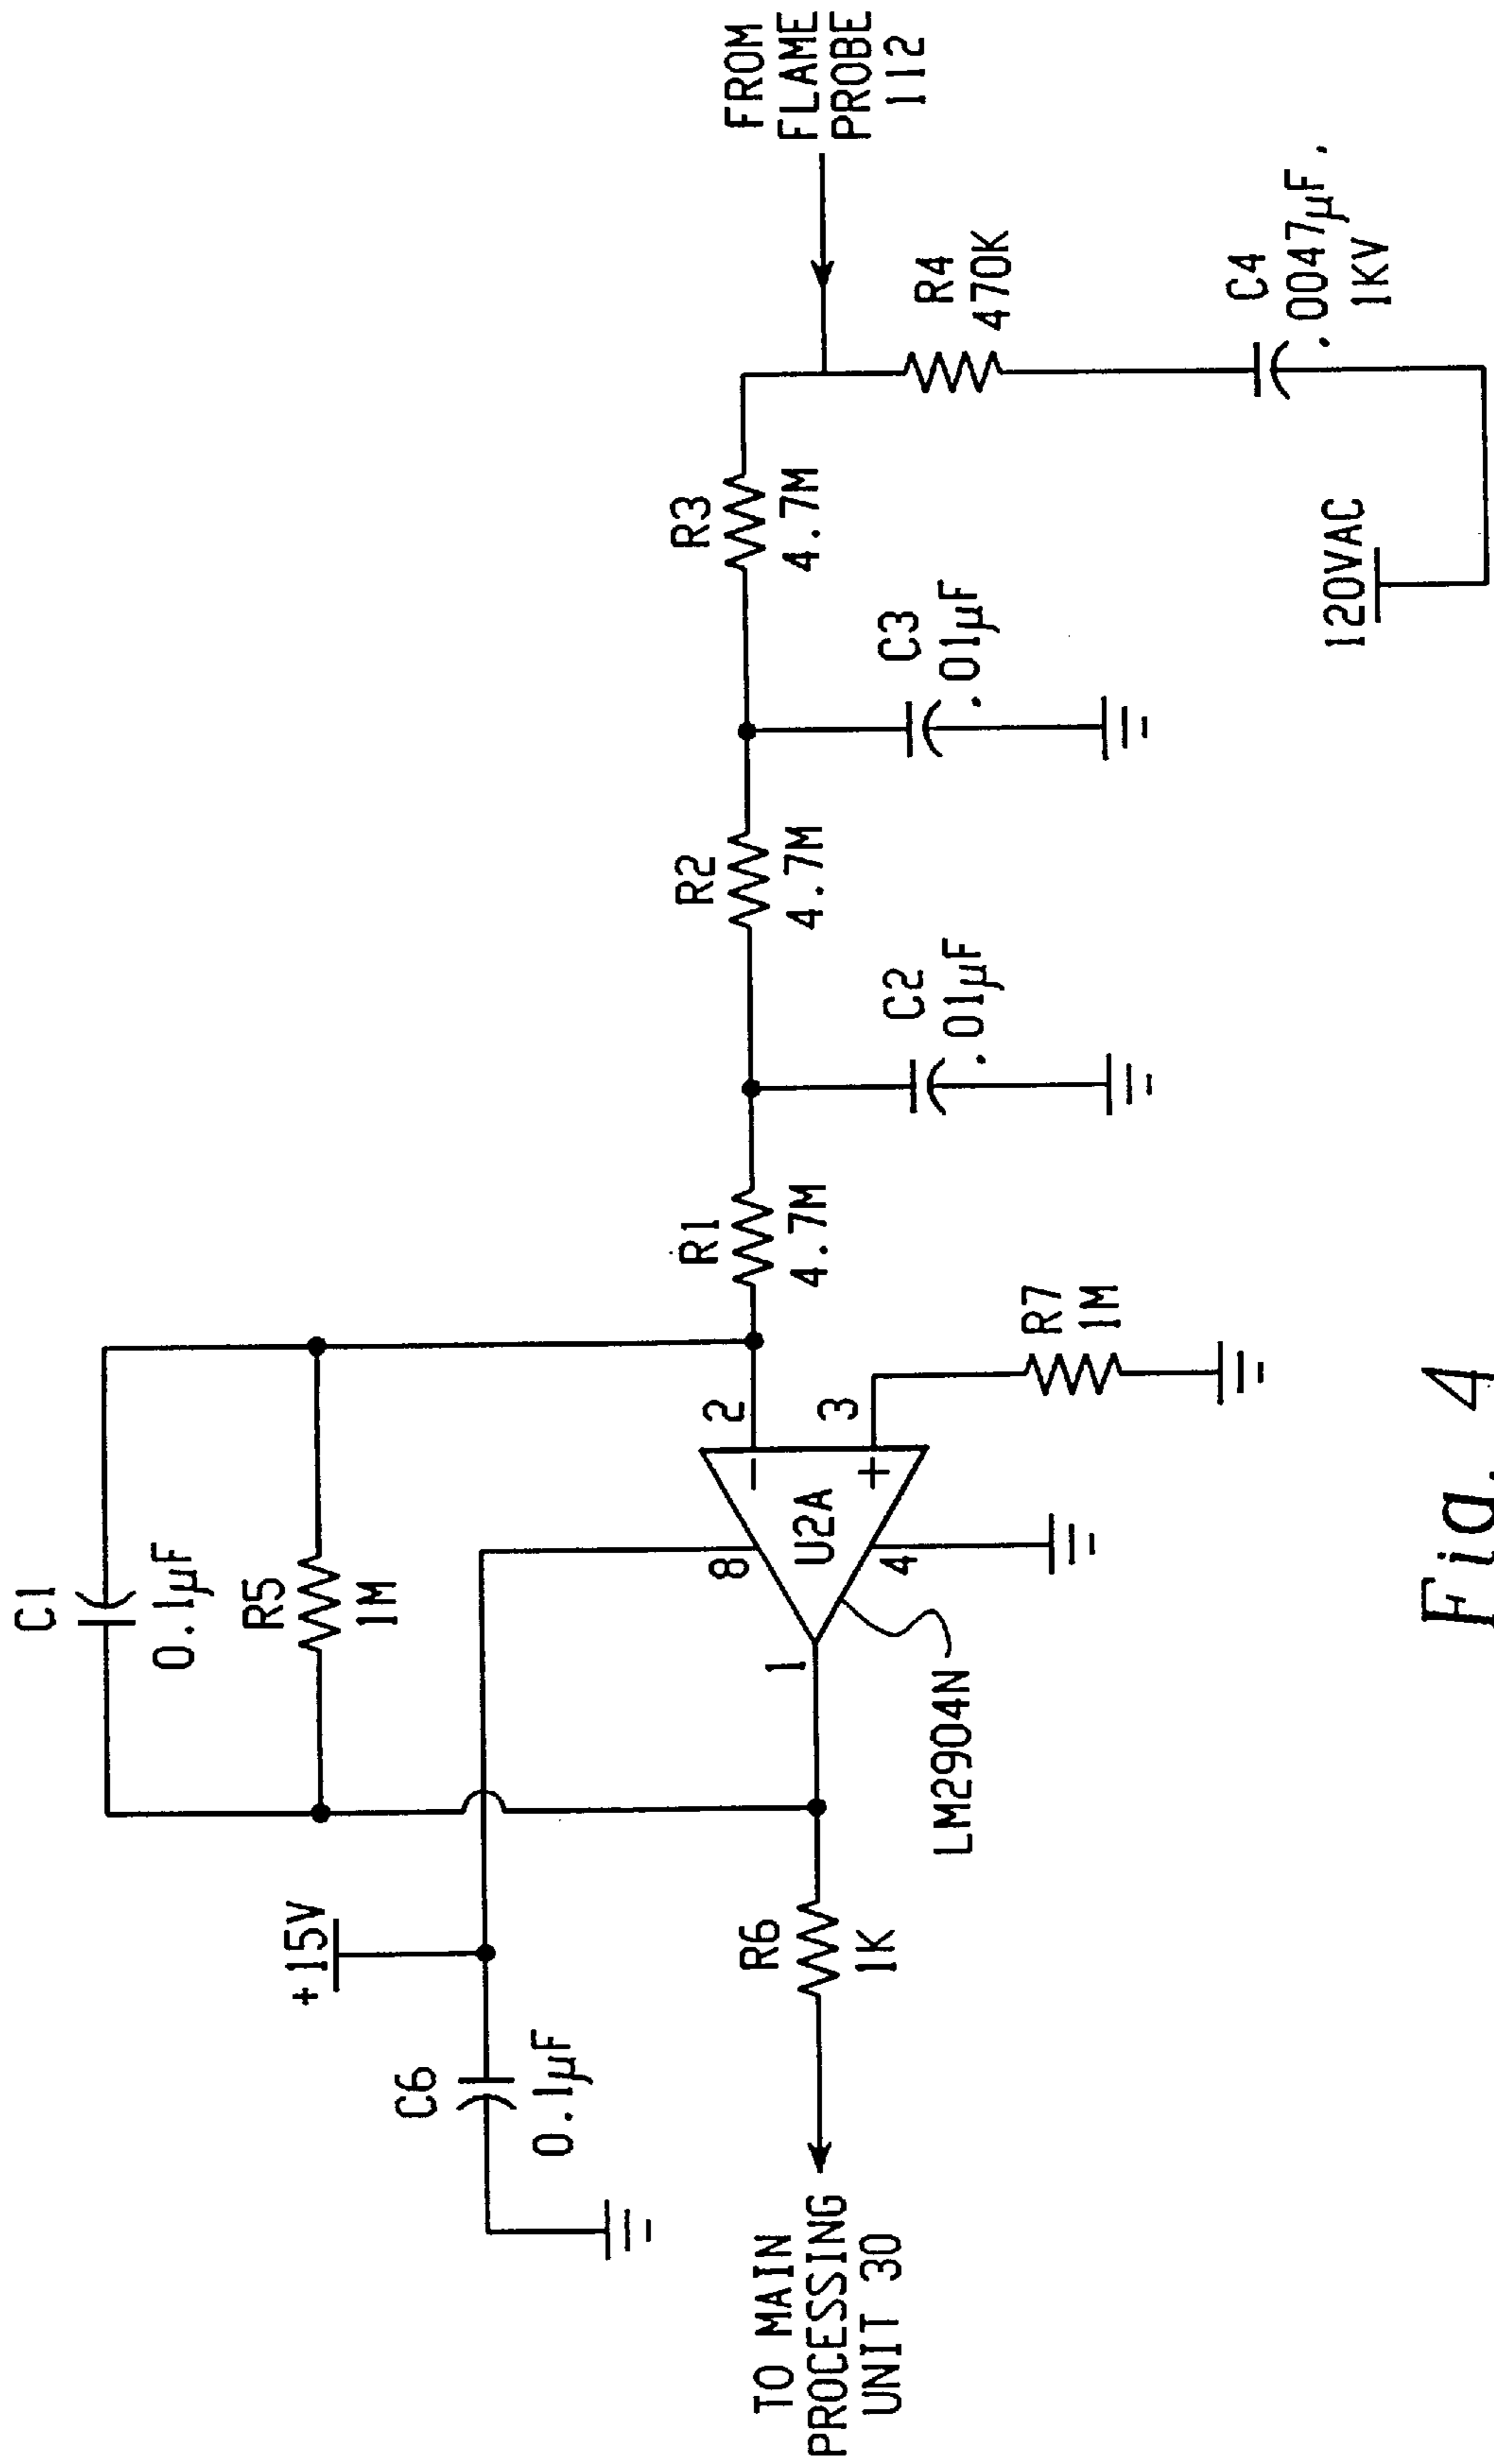 C1
0.1µF
R5
1M
+15V
C6
0.1µF
TO MAIN
PROCESSING
UNIT 30
R6
1K
1
8
U2A
4
LM2904N
2
3
−
+
R7
1M
R1
4.7M
C2
.01µF
R2
4.7M
C3
.01µF
R3
4.7M
FROM
FLAME
PROBE
112
R4
470K
C4
.0047µF,
1KV
120VAC
Fig. 4